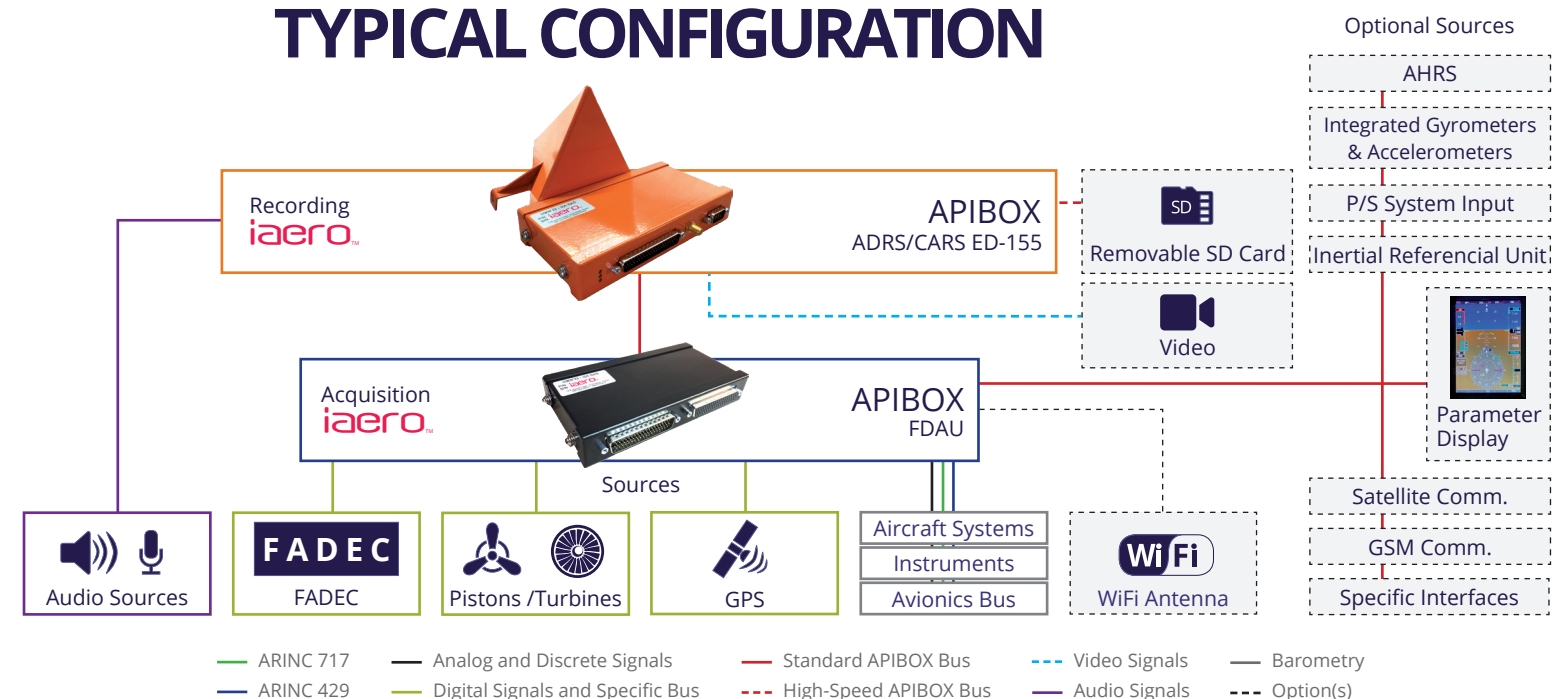 TYPICAL CONFIGURATION
Optional Sources
AHRS
Integrated Gyrometers
& Accelerometers
P/S System Input
Inertial Referencial Unit
Recording
iaero™
APIBOX
ADRS/CARS ED-155
iaero
SD
Removable SD Card
Video
Acquisition
iaero™
APIBOX
FDAU
iaero
Parameter
Display
Sources
Satellite Comm.
GSM Comm.
Specific Interfaces
Audio Sources
FADEC
FADEC
Pistons /Turbines
GPS
Aircraft Systems
Instruments
Avionics Bus
WiFi
WiFi Antenna
ARINC 717
Analog and Discrete Signals
Standard APIBOX Bus
Video Signals
Barometry
ARINC 429
Digital Signals and Specific Bus
High-Speed APIBOX Bus
Audio Signals
Option(s)